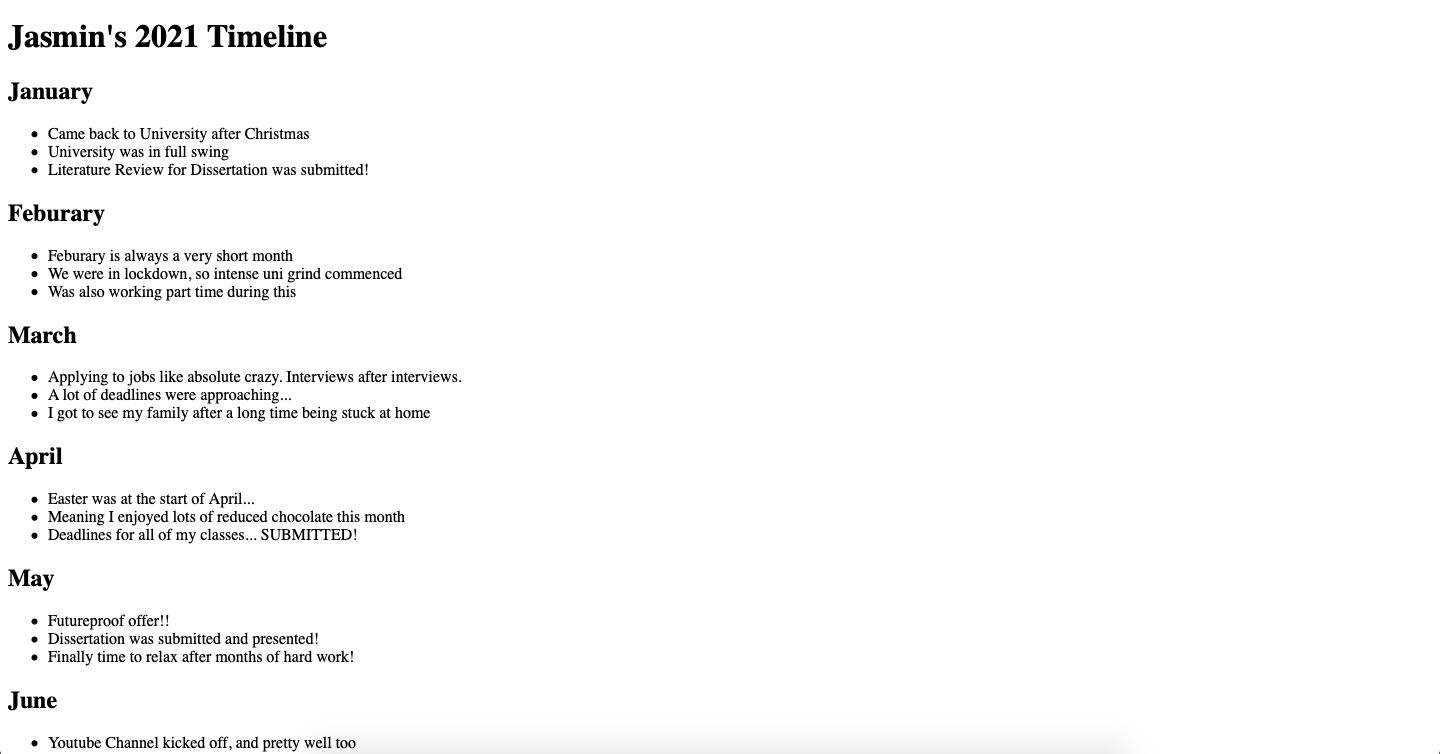 Jasmin's 2021 Timeline
January
• Came back to University after Christmas
• University was in full swing
• Literature Review for Dissertation was submitted!
Feburary
• Feburary is always a very short month
• We were in lockdown, so intense uni grind commenced
• Was also working part time during this
March
• Applying to jobs like absolute crazy. Interviews after interviews.
• A lot of deadlines were approaching...
• I got to see my family after a long time being stuck at home
April
• Easter was at the start of April...
• Meaning I enjoyed lots of reduced chocolate this month
• Deadlines for all of my classes... SUBMITTED!
May
• Futureproof offer!!
• Dissertation was submitted and presented!
• Finally time to relax after months of hard work!
June
• Youtube Channel kicked off, and pretty well too